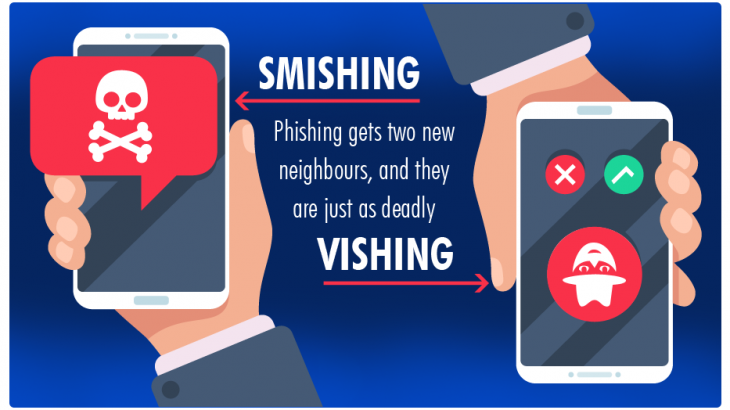 SMISHING
Phishing gets two new
neighbours, and they
are just as deadly
VISHING